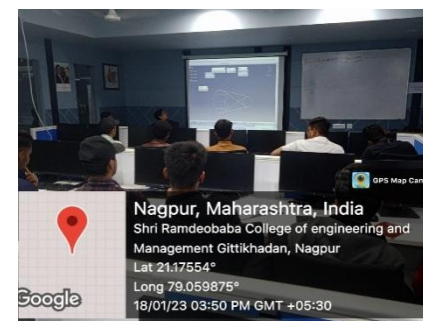 GPS Map Cam
Nagpur, Maharashtra, India
Shri Ramdeobaba College of engineering and
Management Gittikhadan, Nagpur
Lat 21.17554°
Long 79.059875°
18/01/23 03:50 PM GMT +05:30
Google